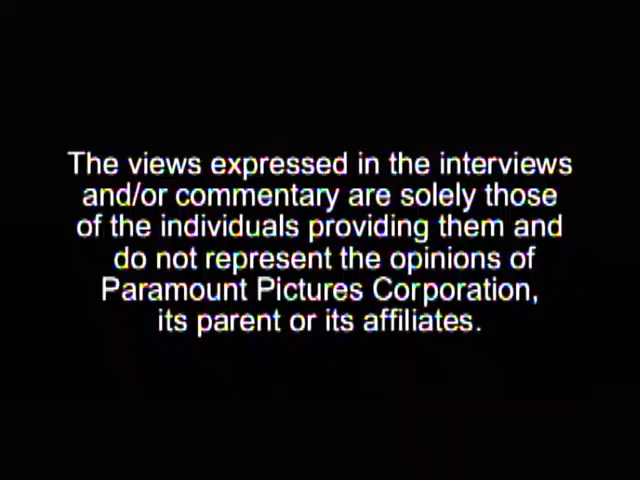 The views expressed in the interviews
and/or commentary are solely those
of the individuals providing them and
do not represent the opinions of
Paramount Pictures Corporation,
its parent or its affiliates.